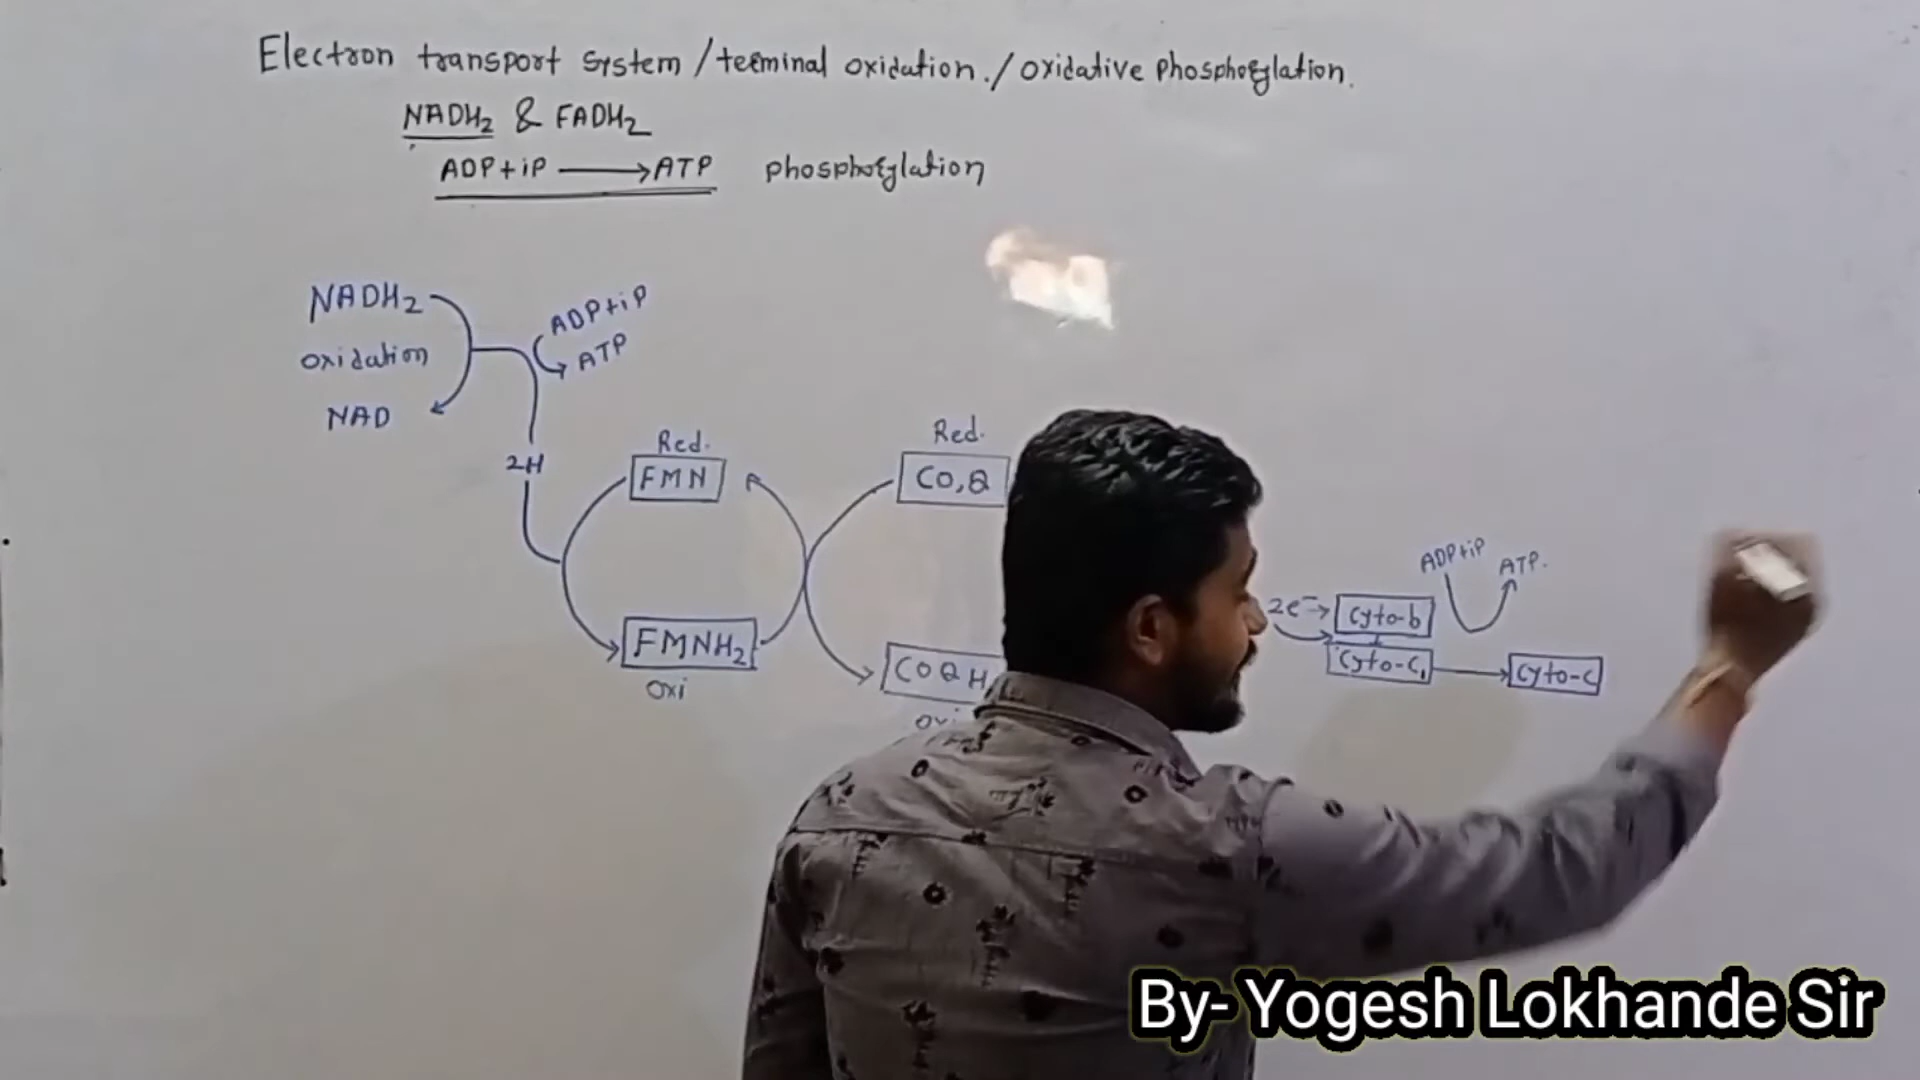 Electron transport system / terminal oxidation. / oxidative phosphorylation.
NADH2 & FADH2
ADP+iP ⟶ ATP phosphorylation
NADH2
oxidation
NAD
ADP+iP
ATP
2H
Red.
FMN
FMNH2
oxi
Red.
CO,Q
COQH
2e⁻→
Cyto-b
Cyto-C1
Cyto-C
ADP+iP
ATP.
By- Yogesh Lokhande Sir